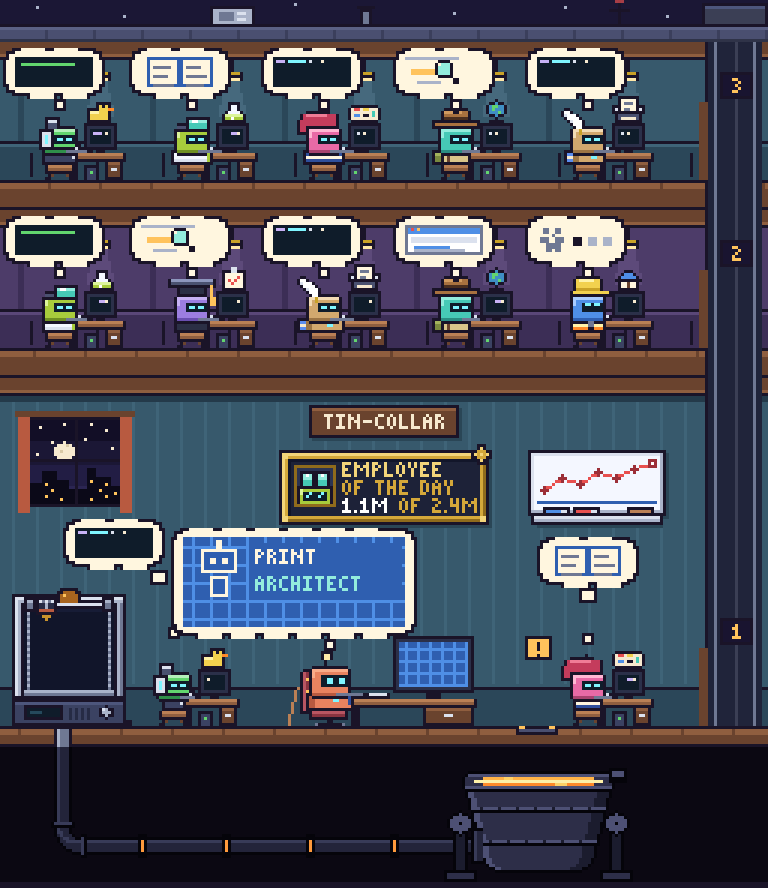 3
2
TIN-COLLAR
EMPLOYEE
OF THE DAY
1.1M OF 2.4M
PRINT
ARCHITECT
!
1